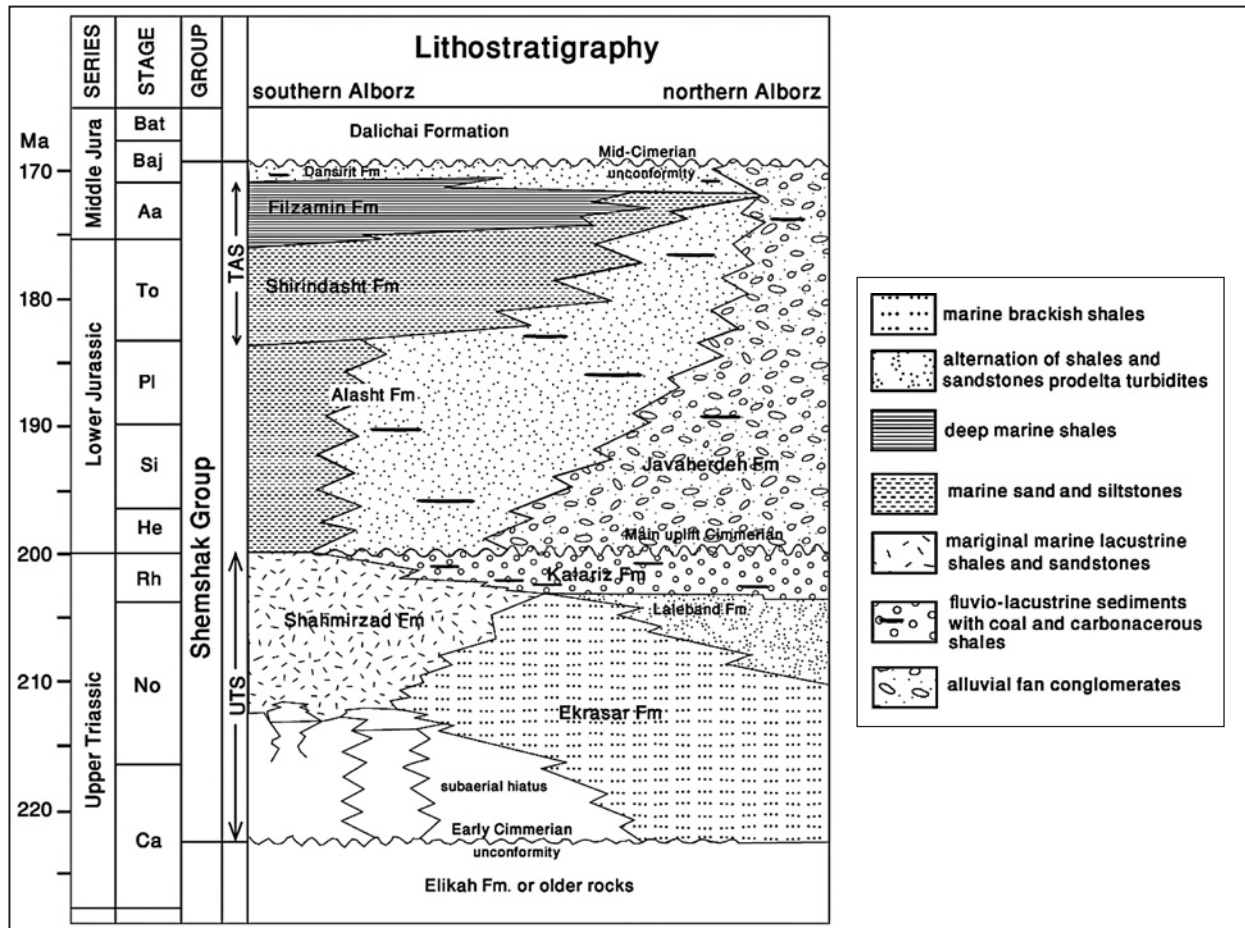 Lithostratigraphy
SERIES
STAGE
GROUP
southern Alborz
northern Alborz
Ma
170
180
190
200
210
220
Middle Jura
Lower Jurassic
Upper Triassic
Bat
Baj
Aa
To
Pl
Si
He
Rh
No
Ca
Shemshak Group
TAS
UTS
Dalichai Formation
Mid-Cimerian
unconformity
Dansirit Fm
Filzamin Fm
Shirindasht Fm
Alasht Fm
Javaherdeh Fm
Main uplift Cimmerian
Kalariz Fm
Laleband Fm
Shahmirzad Fm
Ekrasar Fm
subaerial hiatus
Early Cimmerian
unconformity
Elikah Fm. or older rocks
marine brackish shales
alternation of shales and
sandstones prodelta turbidites
deep marine shales
marine sand and siltstones
mariginal marine lacustrine
shales and sandstones
fluvio-lacustrine sediments
with coal and carbonacerous
shales
alluvial fan conglomerates